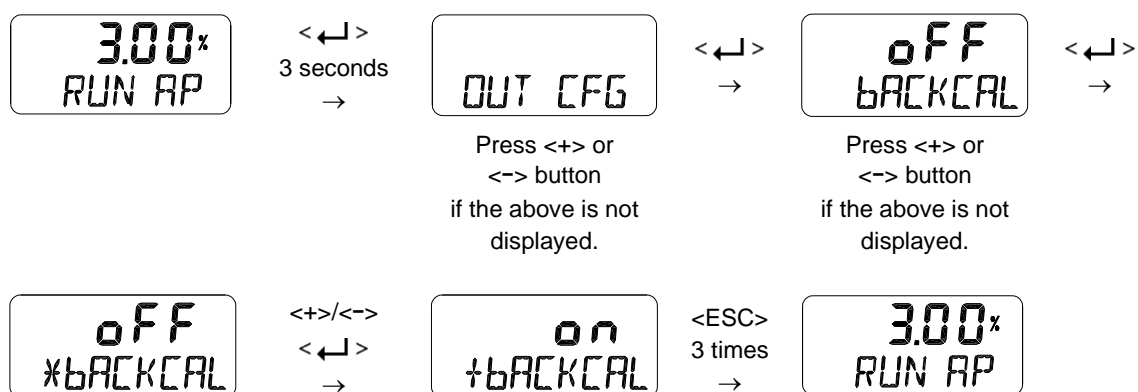 3.00%
RUN AP
<↵>
3 seconds
→
OUT CFG
Press <+> or
<-> button
if the above is not
displayed.
<↵>
→
oFF
bACKCAL
Press <+> or
<-> button
if the above is not
displayed.
<↵>
→
oFF
*bACKCAL
<+>/<->
<↵>
→
on
+bACKCAL
<ESC>
3 times
→
3.00%
RUN AP